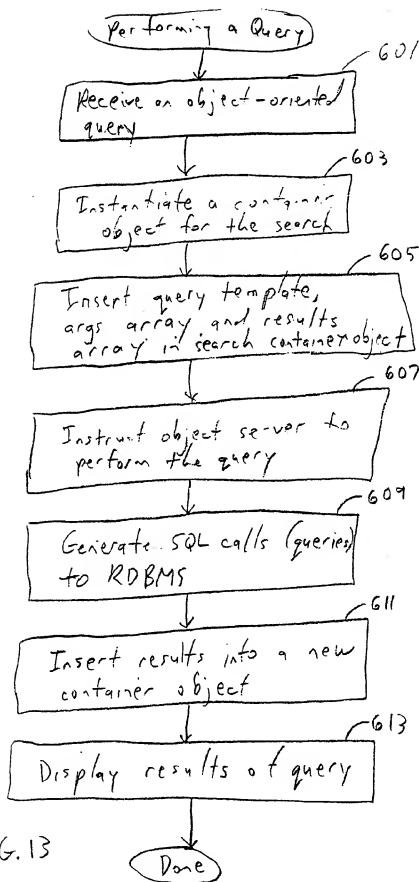 Performing a Query
601
Receive an object-oriented
query
603
Instantiate a container
object for the search
605
Insert query template,
args array and results
array in search container object
607
Instruct object server to
perform the query
609
Generate SQL calls (queries)
to RDBMS
611
Insert results into a new
container object
613
Display results of query
G. 13
Done